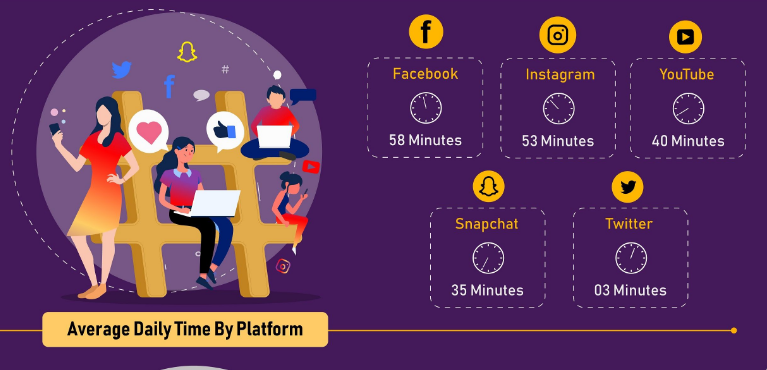 #
Facebook
58 Minutes
Instagram
53 Minutes
YouTube
40 Minutes
Snapchat
35 Minutes
Twitter
03 Minutes
Average Daily Time By Platform